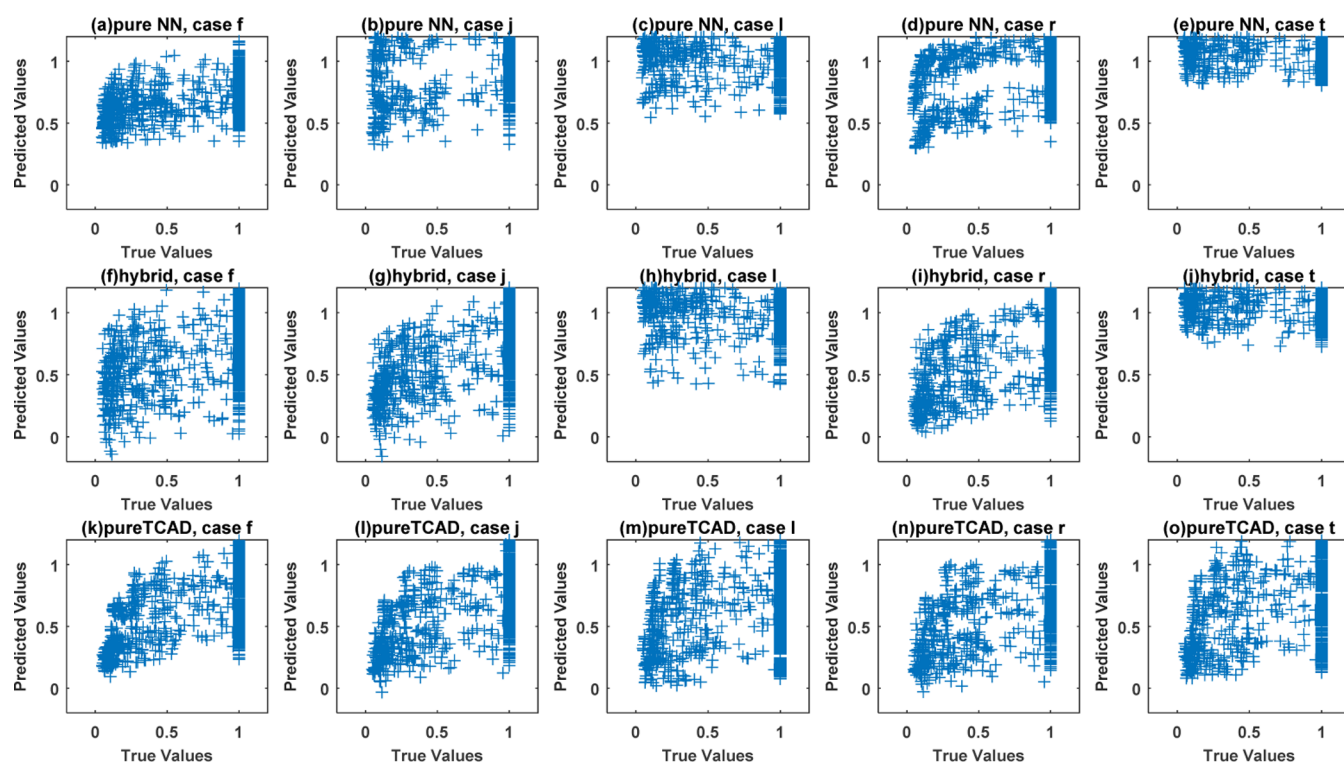 (a)pure NN, case f
(b)pure NN, case j
(c)pure NN, case l
(d)pure NN, case r
(e)pure NN, case t
Predicted Values
1
0.5
0
0
0.5
1
True Values
Predicted Values
1
0.5
0
0
0.5
1
True Values
Predicted Values
1
0.5
0
0
0.5
1
True Values
Predicted Values
1
0.5
0
0
0.5
1
True Values
Predicted Values
1
0.5
0
0
0.5
1
True Values
(f)hybrid, case f
(g)hybrid, case j
(h)hybrid, case l
(i)hybrid, case r
(j)hybrid, case t
Predicted Values
1
0.5
0
0
0.5
1
True Values
Predicted Values
1
0.5
0
0
0.5
1
True Values
Predicted Values
1
0.5
0
0
0.5
1
True Values
Predicted Values
1
0.5
0
0
0.5
1
True Values
Predicted Values
1
0.5
0
0
0.5
1
True Values
(k)pureTCAD, case f
(l)pureTCAD, case j
(m)pureTCAD, case l
(n)pureTCAD, case r
(o)pureTCAD, case t
Predicted Values
1
0.5
0
0
0.5
1
True Values
Predicted Values
1
0.5
0
0
0.5
1
True Values
Predicted Values
1
0.5
0
0
0.5
1
True Values
Predicted Values
1
0.5
0
0
0.5
1
True Values
Predicted Values
1
0.5
0
0
0.5
1
True Values